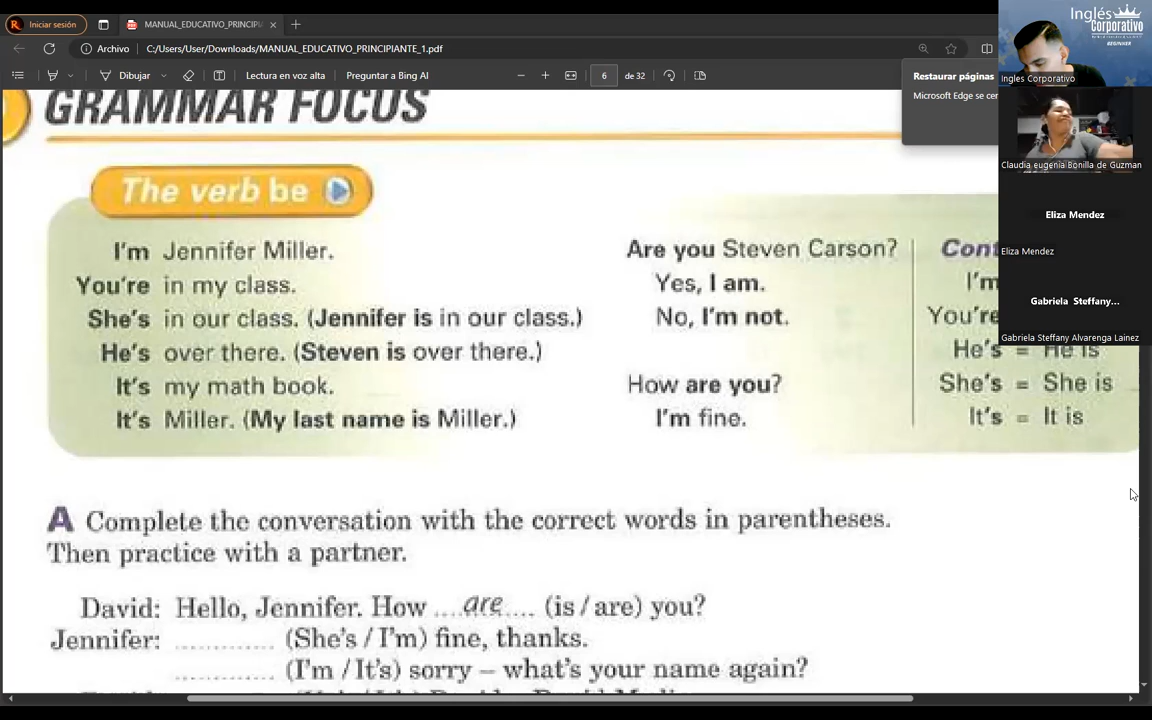 Iniciar sesión
MANUAL_EDUCATIVO_PRINCIPI
Archivo
C:/Users/User/Downloads/MANUAL_EDUCATIVO_PRINCIPIANTE_1.pdf
Dibujar
Lectura en voz alta
Preguntar a Bing AI
6
de 32
Restaurar páginas
Microsoft Edge se cer
Inglés
Corporativo
BEGINNER
Ingles Corporativo
Claudia eugenia Bonilla de Guzman
Eliza Mendez
Eliza Mendez
Gabriela Steffany...
Gabriela Steffany Alvarenga Lainez
GRAMMAR FOCUS
The verb be
I'm Jennifer Miller.
You're in my class.
She's in our class. (Jennifer is in our class.)
He's over there. (Steven is over there.)
It's my math book.
It's Miller. (My last name is Miller.)
Are you Steven Carson?
Yes, I am.
No, I'm not.
How are you?
I'm fine.
Cont
I'm
You're
He's = He is
She's = She is
It's = It is
A Complete the conversation with the correct words in parentheses.
Then practice with a partner.
David: Hello, Jennifer. How ....are.... (is / are) you?
Jennifer: ............. (She's / I'm) fine, thanks.
............. (I'm / It's) sorry – what's your name again?